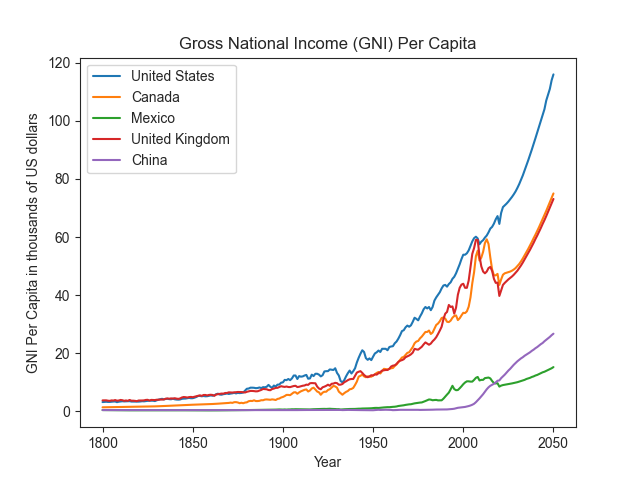 Gross National Income (GNI) Per Capita
GNI Per Capita in thousands of US dollars
120
100
80
60
40
20
0
United States
Canada
Mexico
United Kingdom
China
1800 1850 1900 1950 2000 2050
Year